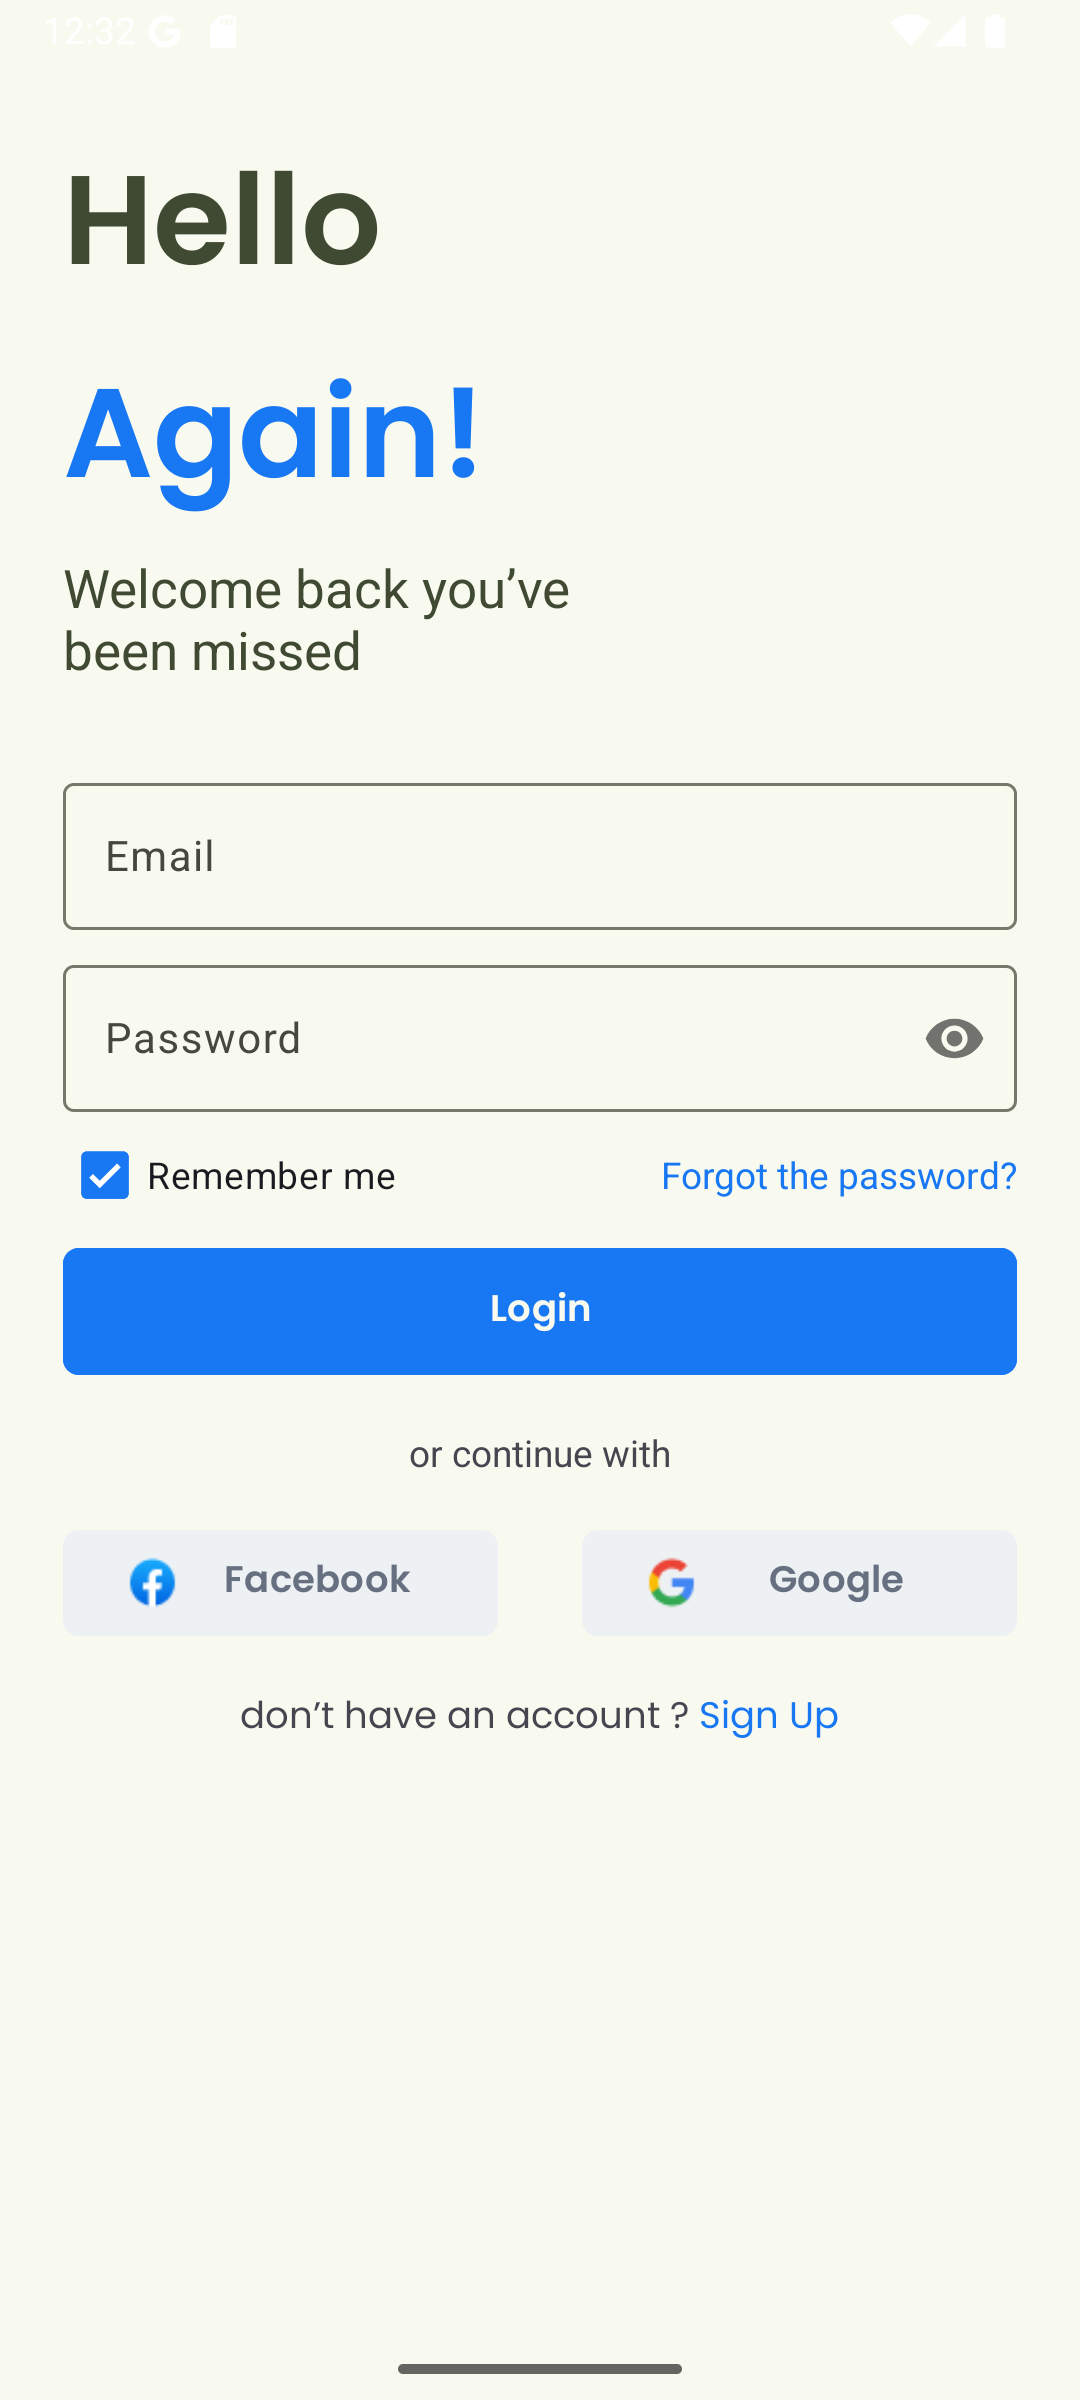 12:32
Hello
Again!
Welcome back you’ve
been missed
Email
Password
Remember me Forgot the password?
Login
or continue with
Facebook Google
don’t have an account ? Sign Up